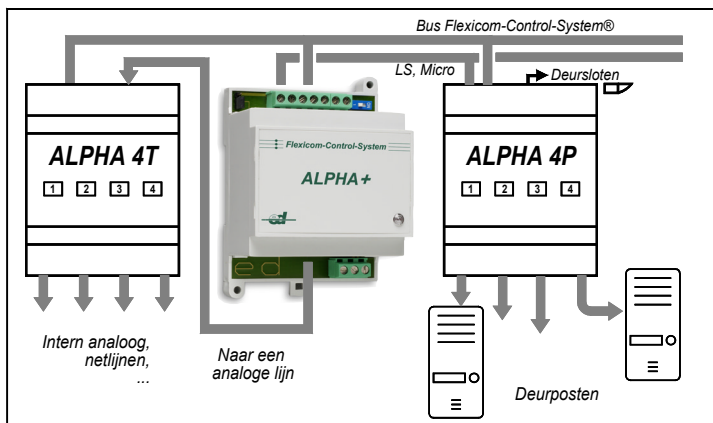 Bus Flexicom-Control-System®
LS, Micro
Deursloten
ALPHA 4T
1 2 3 4
Flexicom-Control-System
ALPHA+
ed
ALPHA 4P
1 2 3 4
Intern analoog,
netlijnen,
...
Naar een
analoge lijn
Deurposten